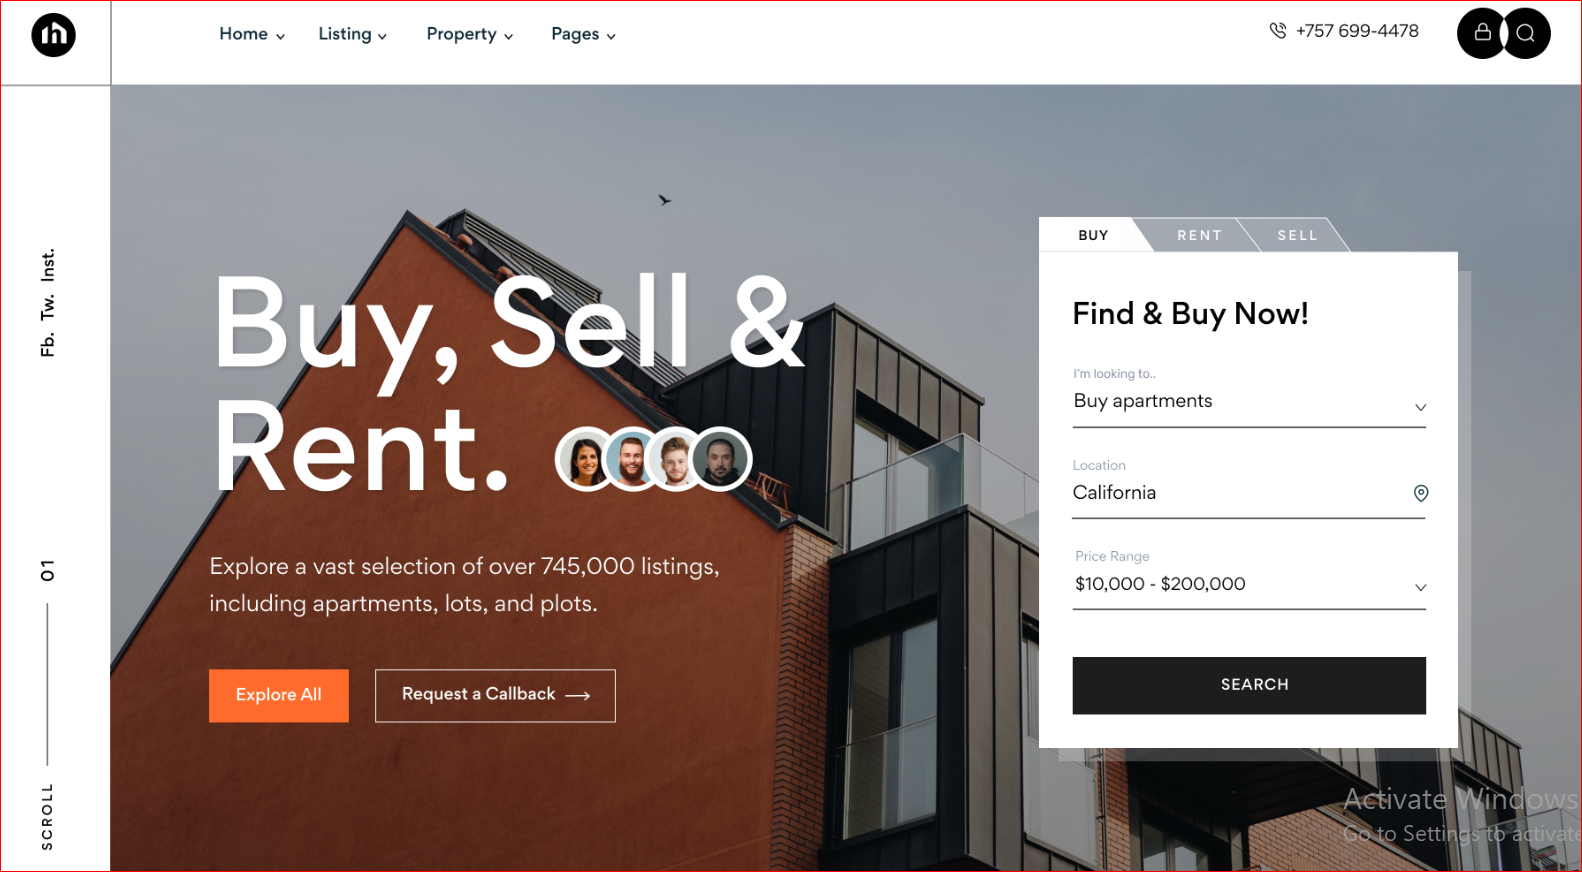 Home
Listing
Property
Pages
+757 699-4478
Fb. Tw. Inst.
01
SCROLL
Buy, Sell &
Rent.
Explore a vast selection of over 745,000 listings,
including apartments, lots, and plots.
Explore All
Request a Callback
BUY
RENT
SELL
Find & Buy Now!
I'm looking to..
Buy apartments
Location
California
Price Range
$10,000 - $200,000
SEARCH
Activate Windows
Go to Settings to activate